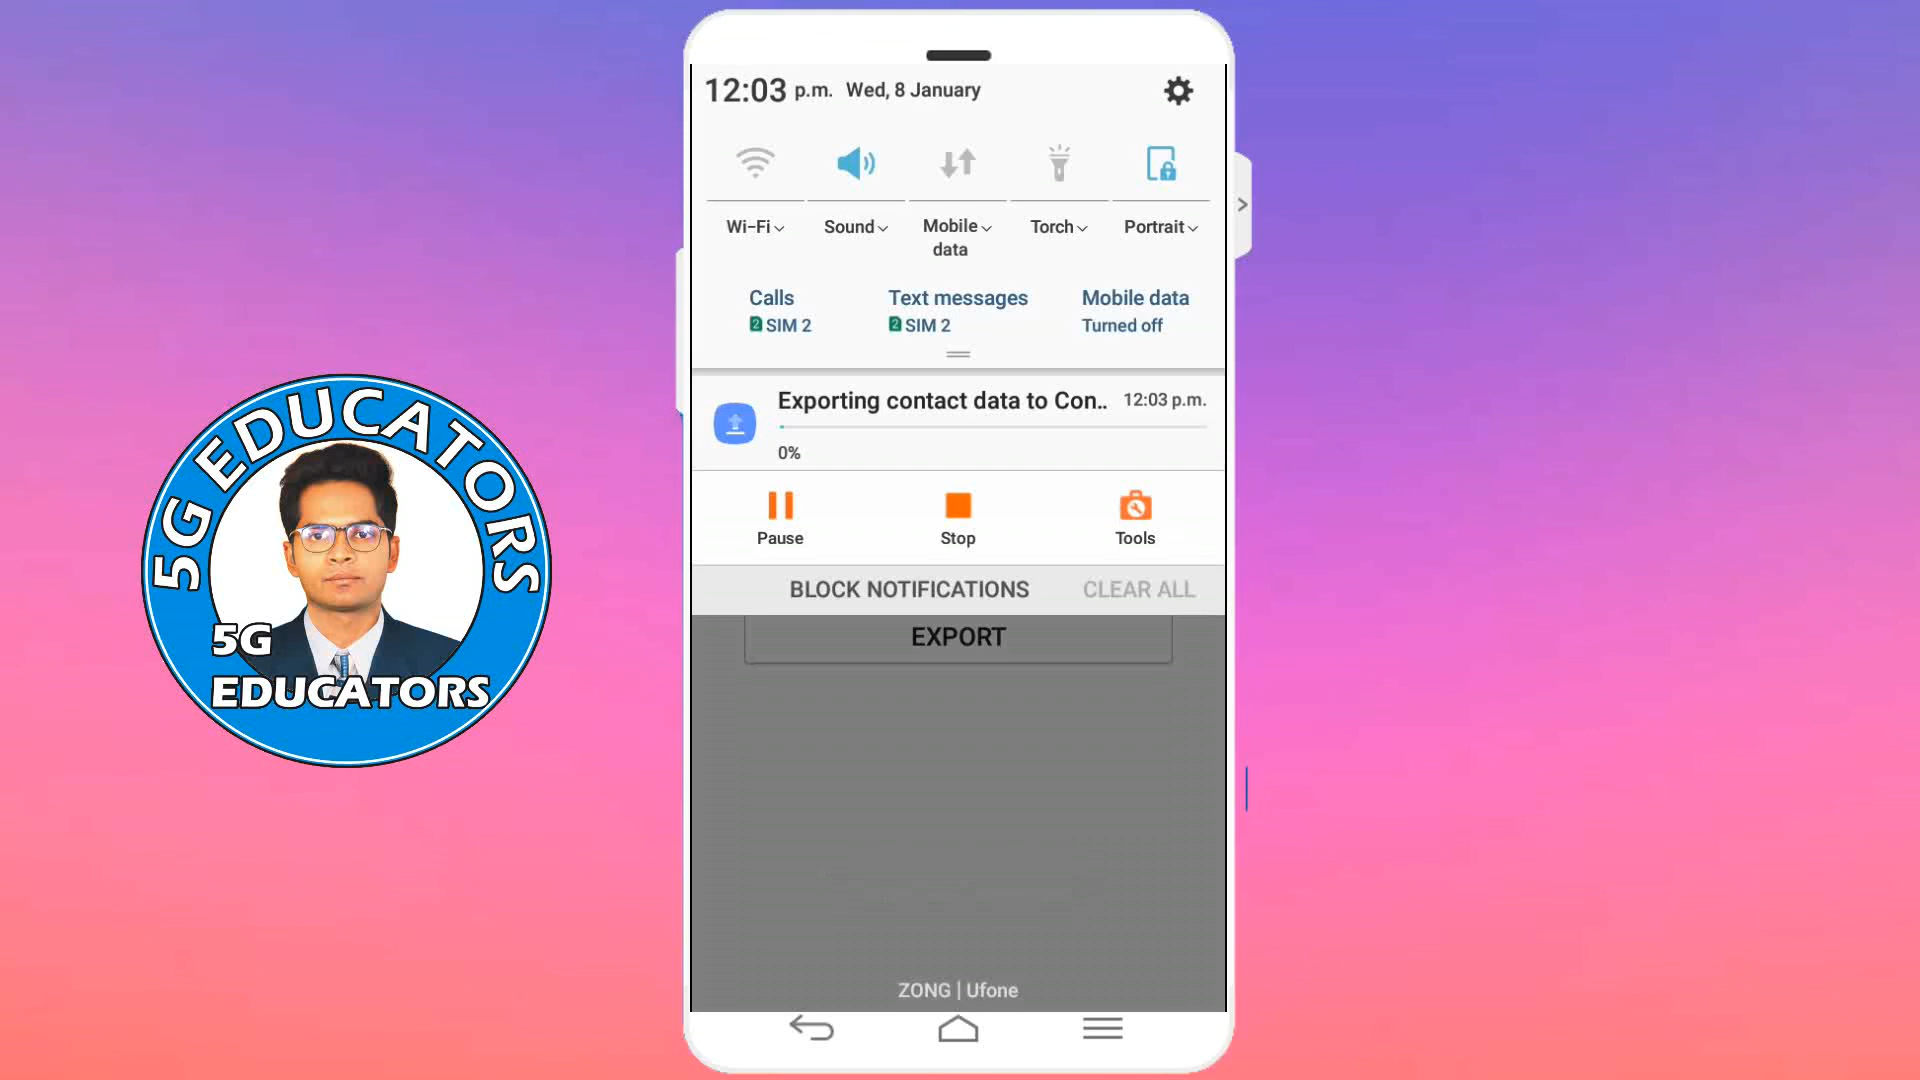 5G EDUCATORS
5G
EDUCATORS
12:03 p.m. Wed, 8 January
Wi-Fi
Sound
Mobile data
Torch
Portrait
Calls
2 SIM 2
Text messages
2 SIM 2
Mobile data
Turned off
Exporting contact data to Con.. 12:03 p.m.
0%
Pause
Stop
Tools
BLOCK NOTIFICATIONS CLEAR ALL
EXPORT
ZONG | Ufone